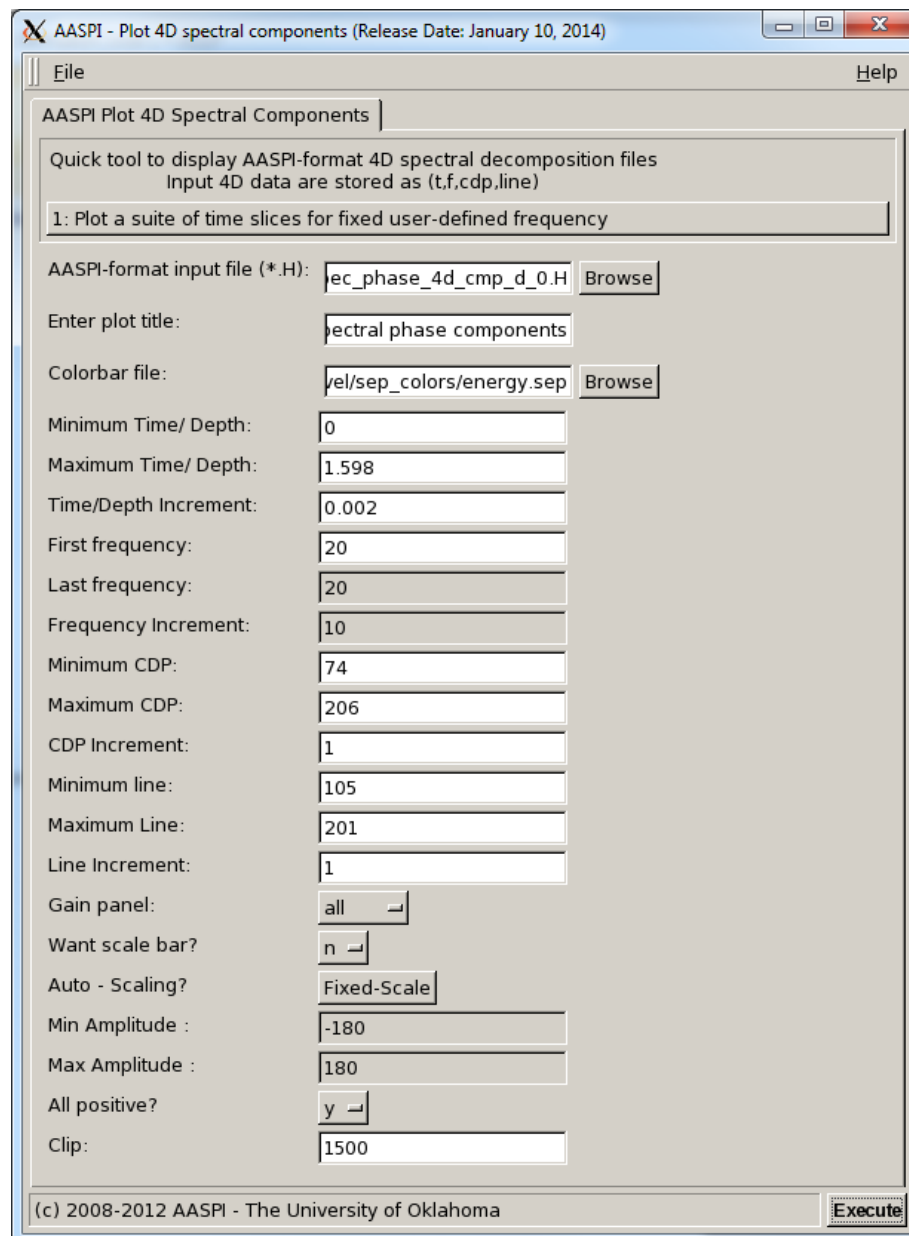 AASPI - Plot 4D spectral components (Release Date: January 10, 2014)
File Help
AASPI Plot 4D Spectral Components
Quick tool to display AASPI-format 4D spectral decomposition files
Input 4D data are stored as (t,f,cdp,line)
1: Plot a suite of time slices for fixed user-defined frequency
AASPI-format input file (*.H): ec_phase_4d_cmp_d_0.H Browse
Enter plot title: pectral phase components
Colorbar file: vel/sep_colors/energy.sep Browse
Minimum Time/ Depth: 0
Maximum Time/ Depth: 1.598
Time/Depth Increment: 0.002
First frequency: 20
Last frequency: 20
Frequency Increment: 10
Minimum CDP: 74
Maximum CDP: 206
CDP Increment: 1
Minimum line: 105
Maximum Line: 201
Line Increment: 1
Gain panel: all
Want scale bar? n
Auto - Scaling? Fixed-Scale
Min Amplitude : -180
Max Amplitude : 180
All positive? y
Clip: 1500
(c) 2008-2012 AASPI - The University of Oklahoma Execute